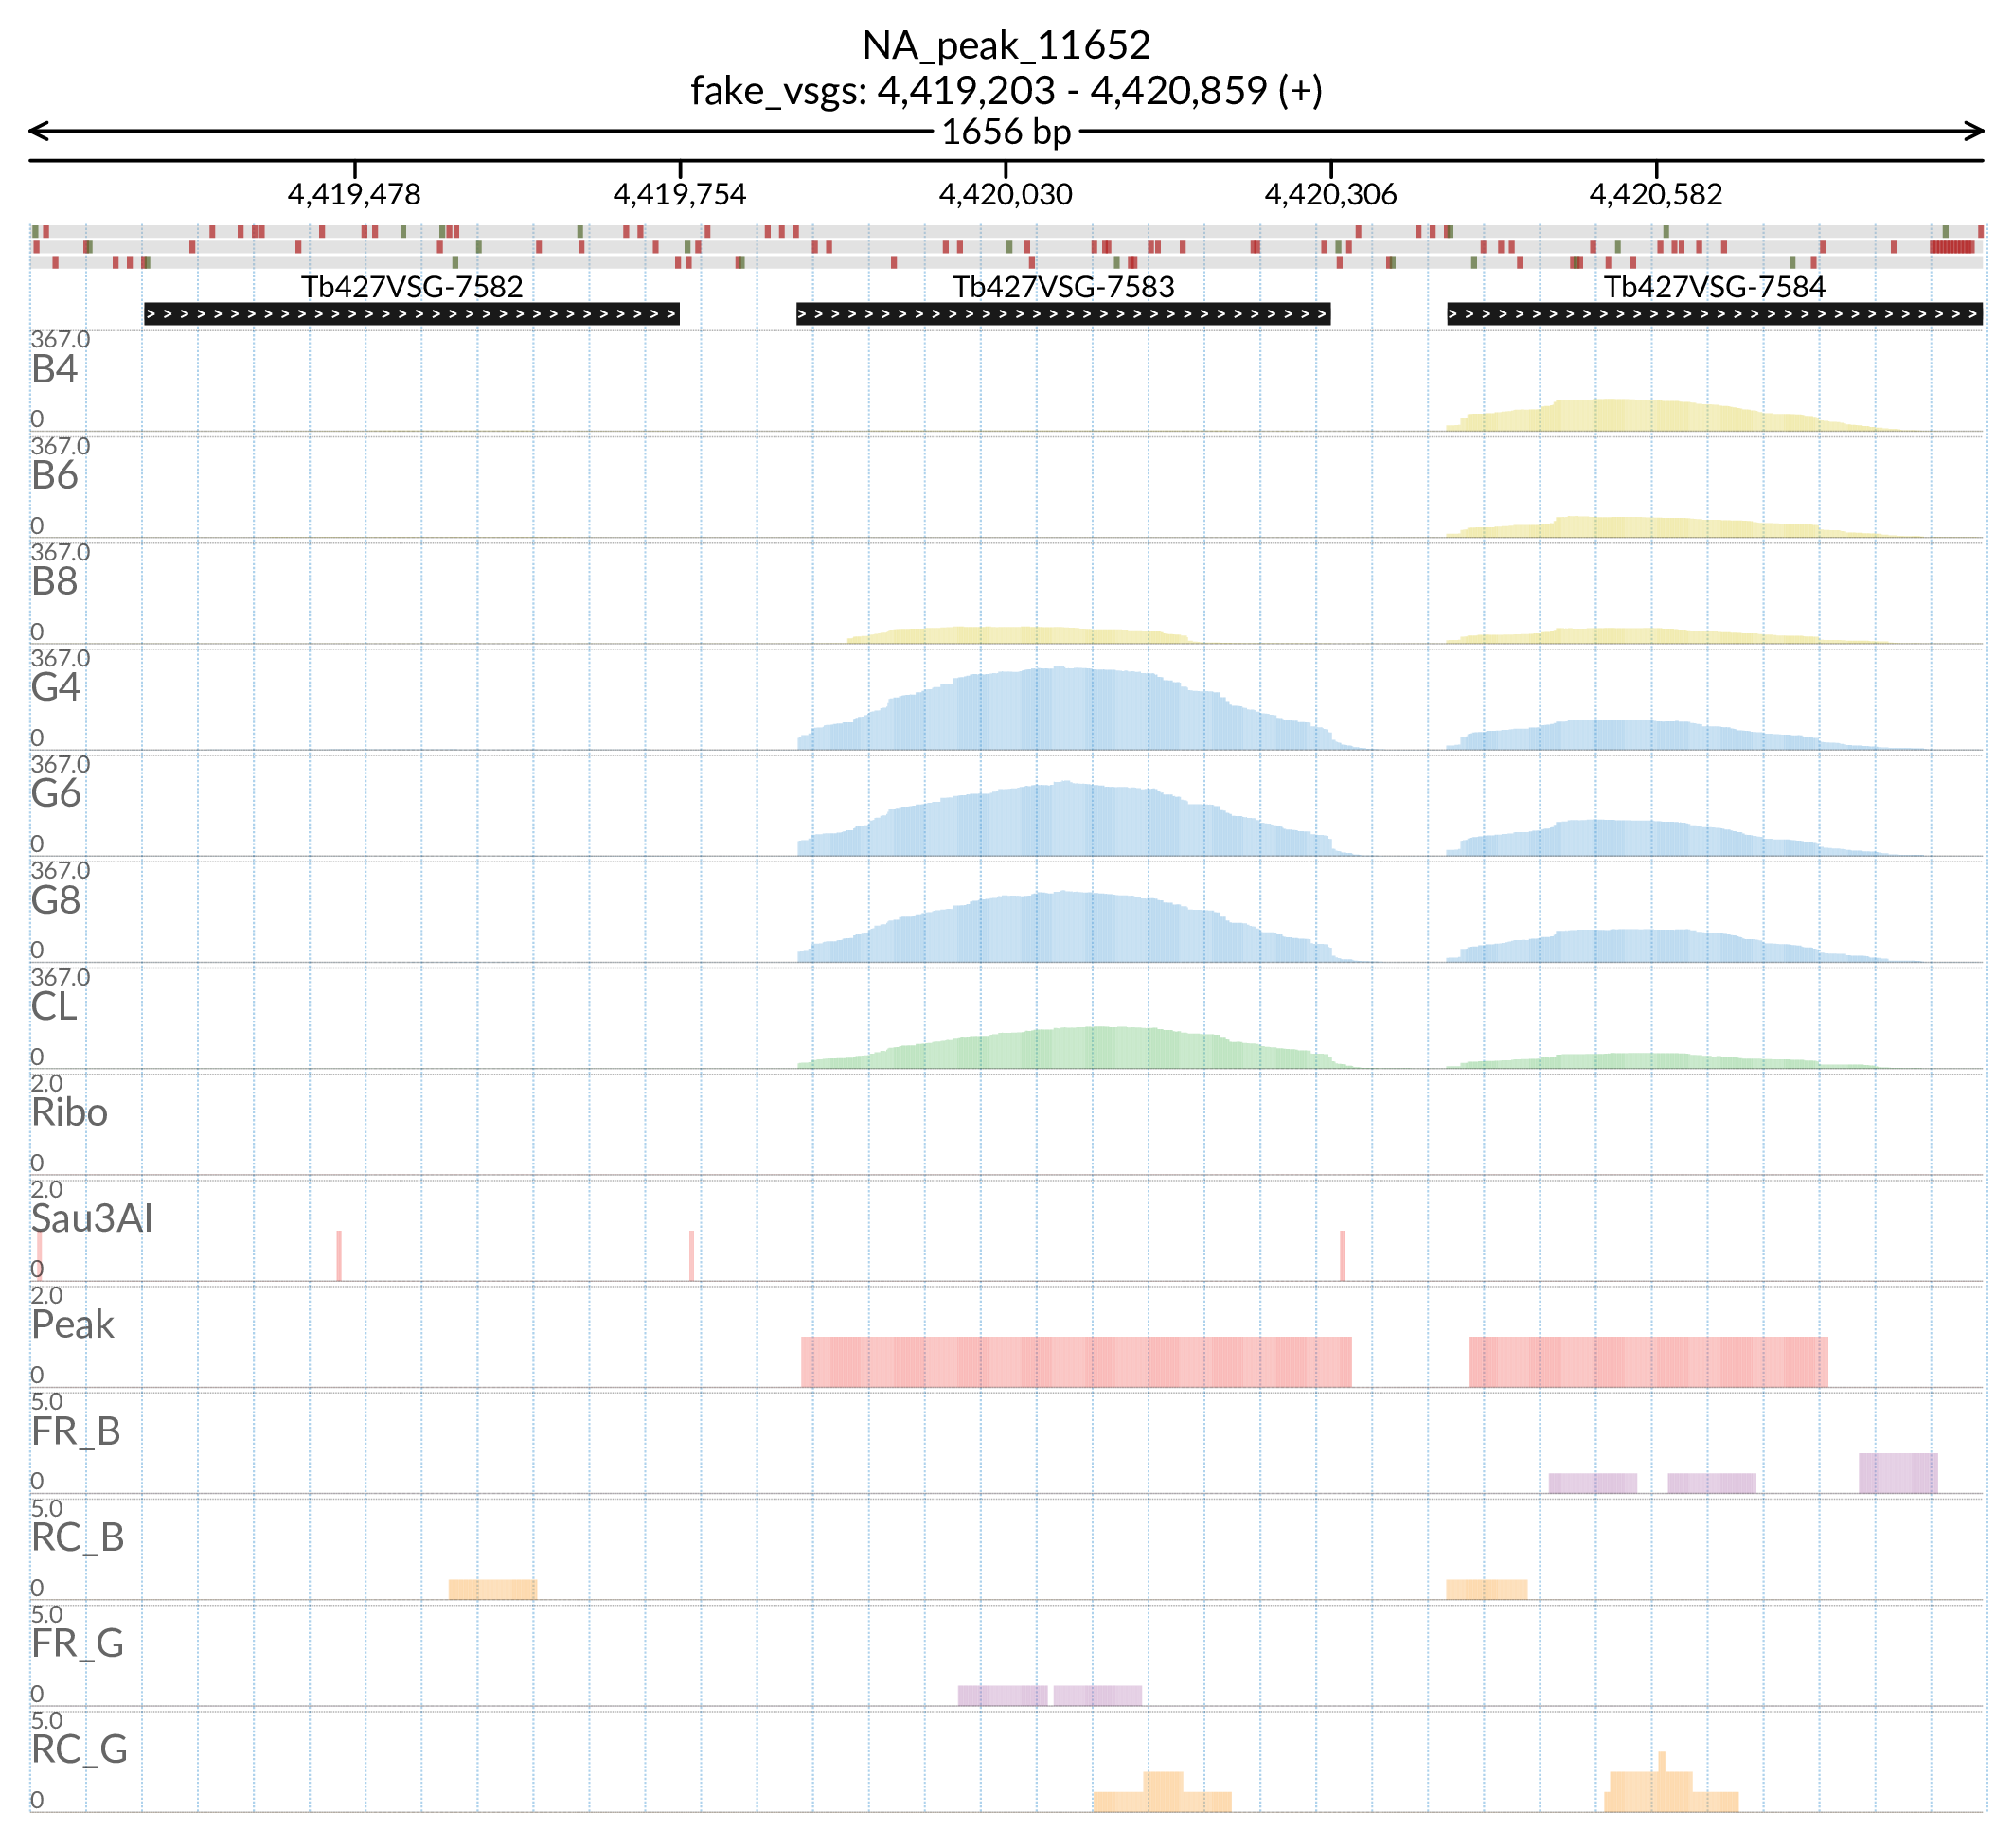 NA_peak_11652
fake_vsgs: 4,419,203 - 4,420,859 (+)
1656 bp
4,419,478 4,419,754 4,420,030 4,420,306 4,420,582
Tb427VSG-7582 Tb427VSG-7583 Tb427VSG-7584
367.0
B4
0
367.0
B6
0
367.0
B8
0
367.0
G4
0
367.0
G6
0
367.0
G8
0
367.0
CL
0
2.0
Ribo
0
2.0
Sau3AI
0
2.0
Peak
0
5.0
FR_B
0
5.0
RC_B
0
5.0
FR_G
0
5.0
RC_G
0